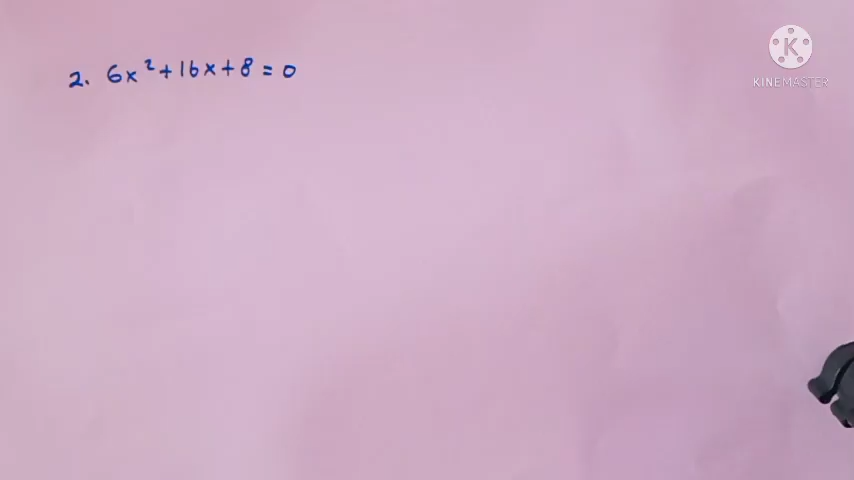 2. 6x² + 16x + 8 = 0
K
KINEMASTER